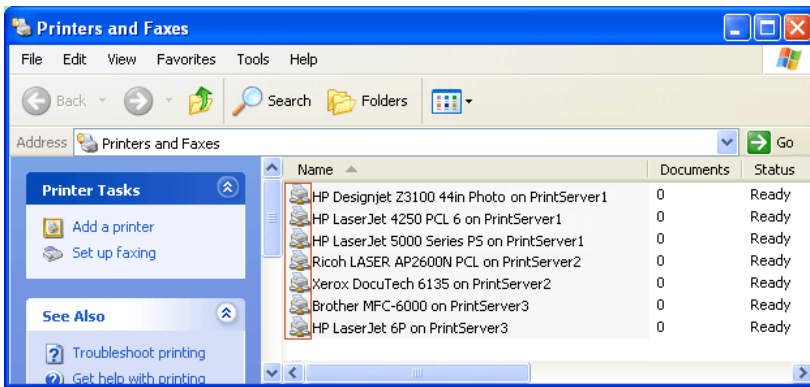 Printers and Faxes
File Edit View Favorites Tools Help
Back Search Folders
Address Printers and Faxes Go
Printer Tasks
Add a printer
Set up faxing
See Also
Troubleshoot printing
Get help with printing
Name Documents Status
HP Designjet Z3100 44in Photo on PrintServer1 0 Ready
HP LaserJet 4250 PCL 6 on PrintServer1 0 Ready
HP LaserJet 5000 Series PS on PrintServer1 0 Ready
Ricoh LASER AP2600N PCL on PrintServer2 0 Ready
Xerox DocuTech 6135 on PrintServer2 0 Ready
Brother MFC-6000 on PrintServer3 0 Ready
HP LaserJet 6P on PrintServer3 0 Ready